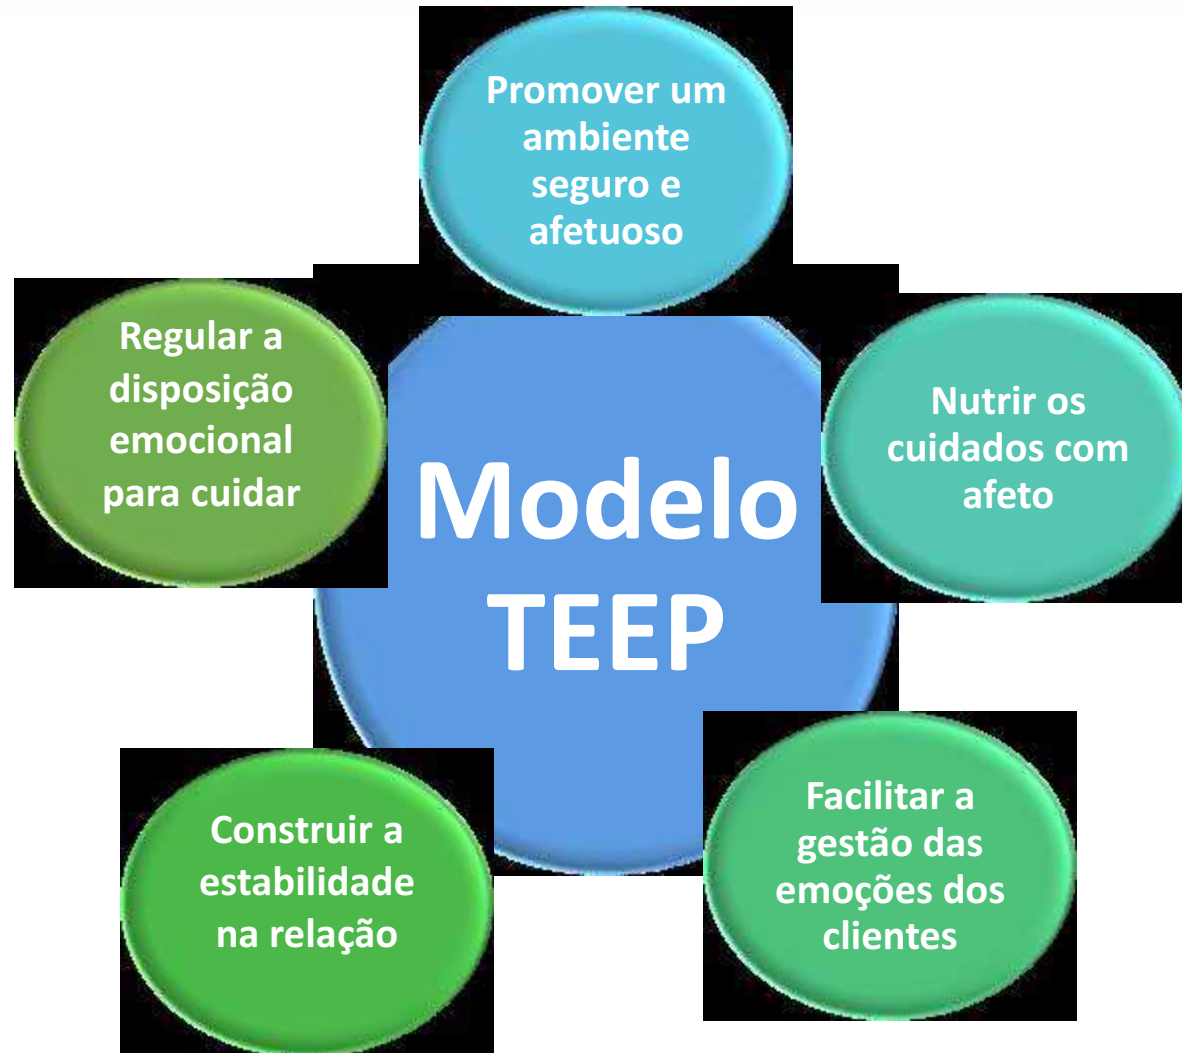 Promover um
ambiente
seguro e
afetuoso
Regular a
disposição
emocional
para cuidar
Nutrir os
cuidados com
afeto
Modelo
TEEP
Construir a
estabilidade
na relação
Facilitar a
gestão das
emoções dos
clientes